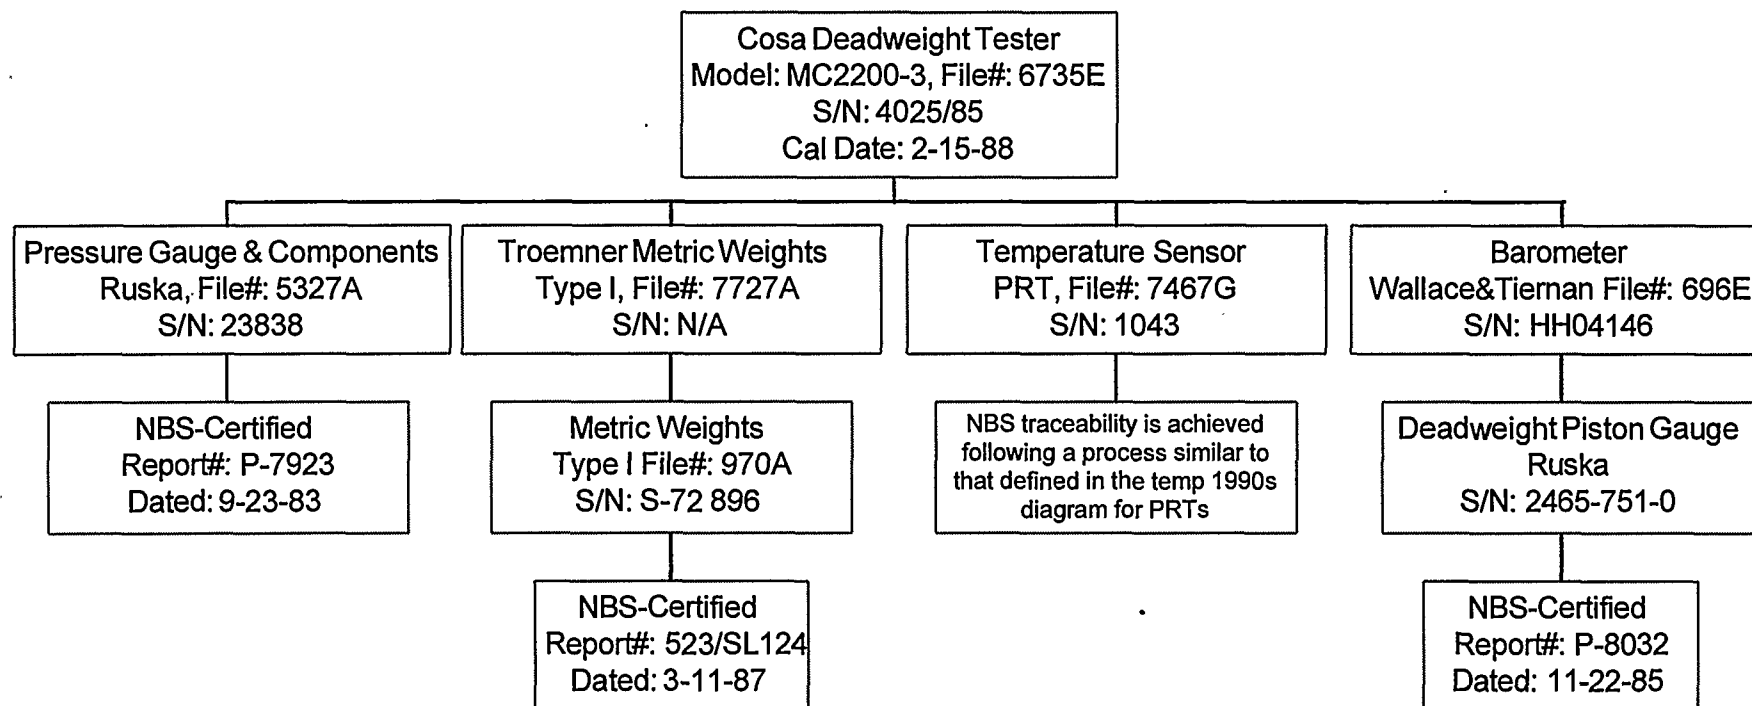 Cosa Deadweight Tester
Model: MC2200-3, File#: 6735E
S/N: 4025/85
Cal Date: 2-15-88
Pressure Gauge & Components
Ruska, File#: 5327A
S/N: 23838
Troemner Metric Weights
Type I, File#: 7727A
S/N: N/A
Temperature Sensor
PRT, File#: 7467G
S/N: 1043
Barometer
Wallace&Tiernan File#: 696E
S/N: HH04146
NBS-Certified
Report#: P-7923
Dated: 9-23-83
Metric Weights
Type I File#: 970A
S/N: S-72 896
NBS traceability is achieved
following a process similar to
that defined in the temp 1990s
diagram for PRTs
Deadweight Piston Gauge
Ruska
S/N: 2465-751-0
NBS-Certified
Report#: 523/SL124
Dated: 3-11-87
NBS-Certified
Report#: P-8032
Dated: 11-22-85